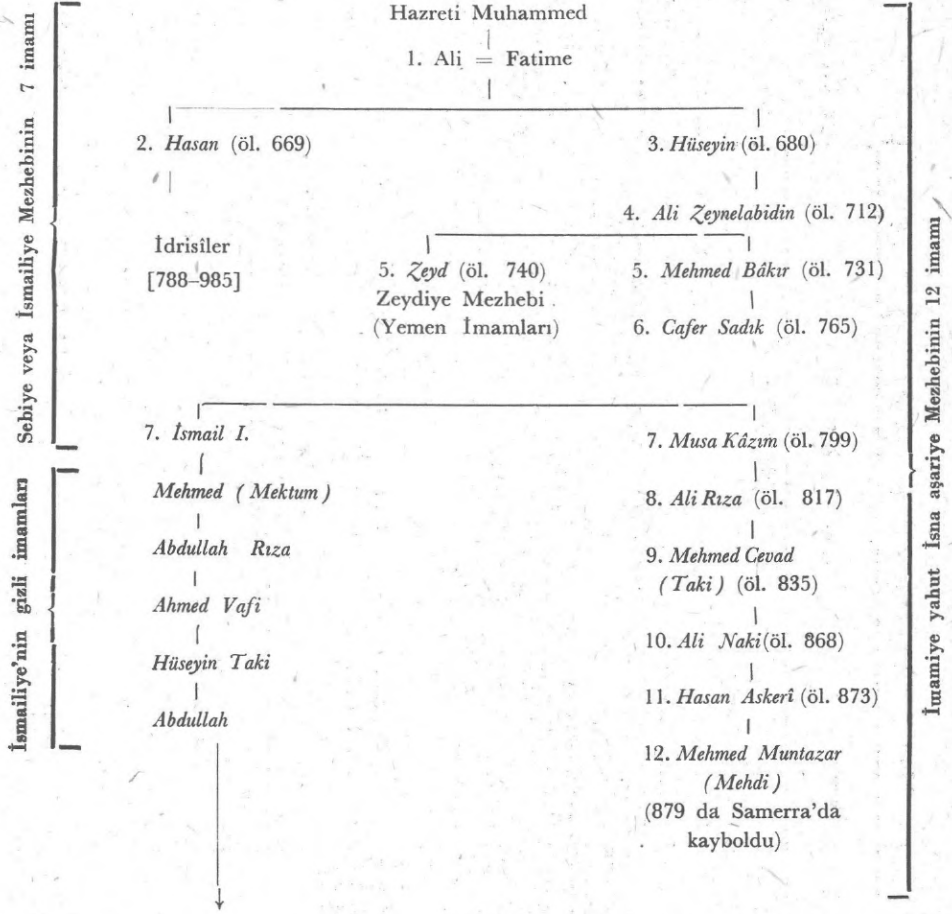 Hazreti Muhammed
1. Ali = Fatime
2. Hasan (öl. 669)
3. Hüseyin (öl. 680)
4. Ali Zeynelabidin (öl. 712)
İdrisîler
[788–985]
5. Zeyd (öl. 740)
Zeydiye Mezhebi
(Yemen İmamları)
5. Mehmed Bâkır (öl. 731)
6. Cafer Sadık (öl. 765)
7. İsmail I.
Mehmed (Mektum)
Abdullah Rıza
Ahmed Vafi
Hüseyin Taki
Abdullah
7. Musa Kâzım (öl. 799)
8. Ali Rıza (öl. 817)
9. Mehmed Cevad
(Taki) (öl. 835)
10. Ali Naki (öl. 868)
11. Hasan Askerî (öl. 873)
12. Mehmed Muntazar
(Mehdi)
(879 da Samerra'da
kayboldu)
Sebiye veya İsmailiye Mezhebinin 7 imamı
İsmailiye'nin gizli imamları
İmamiye yahut İsna aşariye Mezhebinin 12 imamı